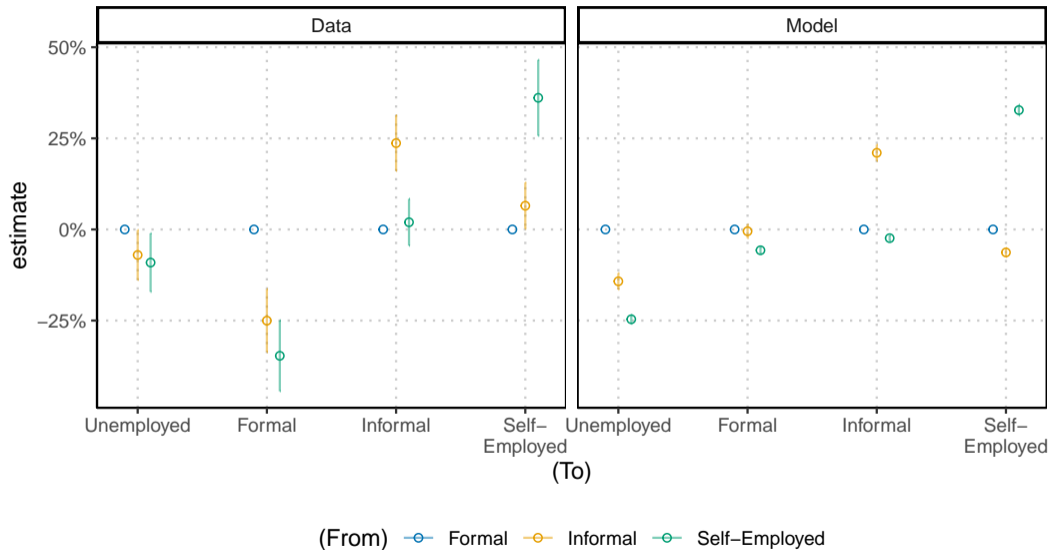 Data
Model
50%
25%
0%
−25%
estimate
Unemployed
Formal
Informal
Self−
Employed
Unemployed
Formal
Informal
Self−
Employed
(To)
(From) Formal Informal Self−Employed